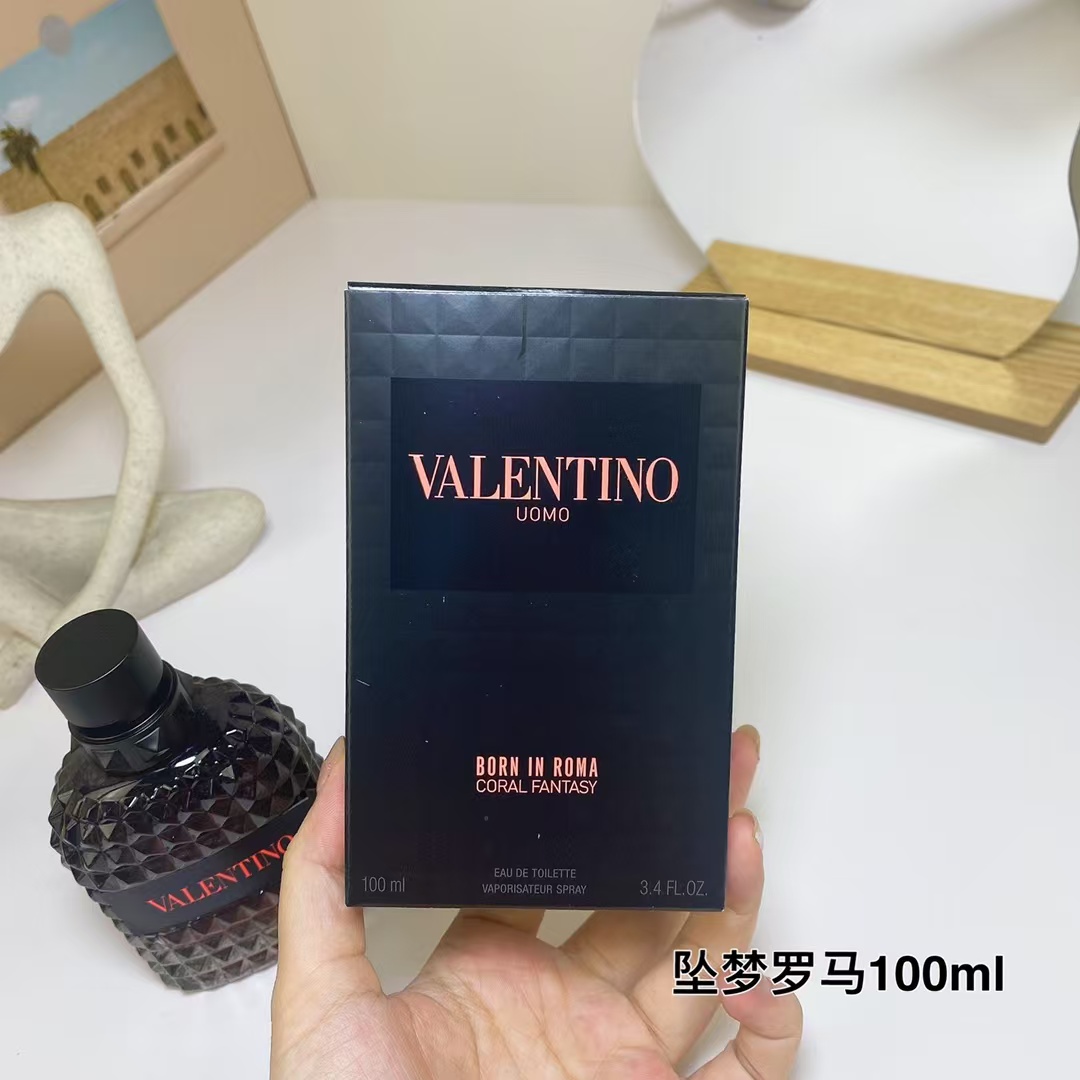 VALENTINO
UOMO
BORN IN ROMA
CORAL FANTASY
EAU DE TOILETTE
100 ml VAPORISATEUR SPRAY 3.4 FL.OZ.
VALENTINO
坠梦罗马100ml